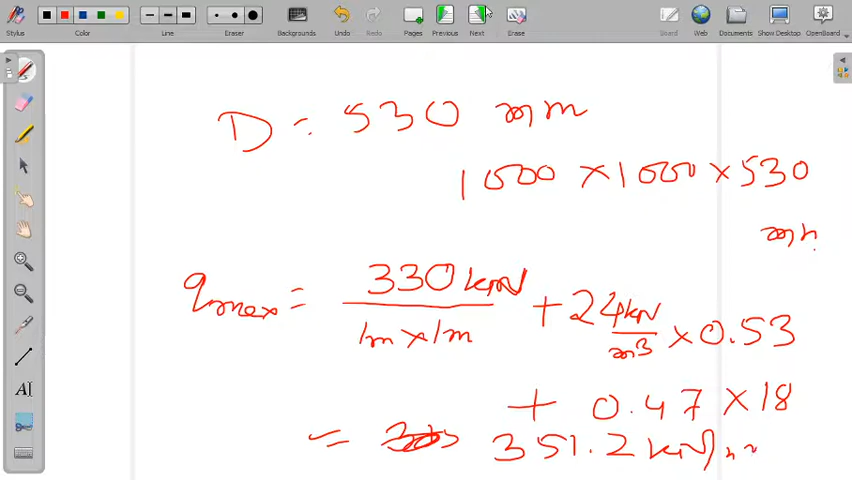 Stylus Color Line Eraser Backgrounds Undo Redo Pages Previous Next Erase Board Web Documents Show Desktop OpenBoard
D = 530 mm
1000 × 1000 × 530
mm
qmax = 330 kN / 1m × 1m + 24 kN / m3 × 0.53
+ 0.47 × 18
= 351.2 kN/m2